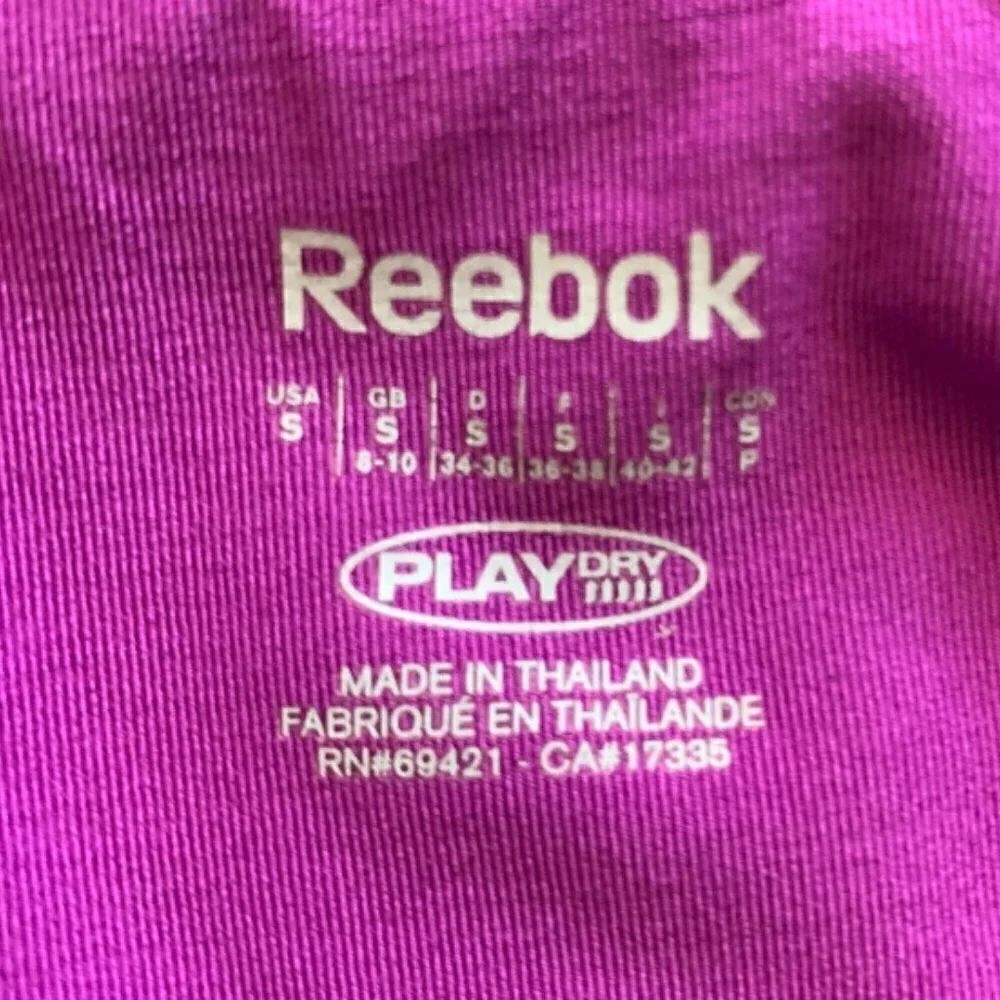 Reebok
USA GB D F I CDN
S S S S S S
8-10 34-36 36-38 40-42 P
PLAY DRY
MADE IN THAILAND
FABRIQUÉ EN THAÏLANDE
RN#69421 - CA#17335